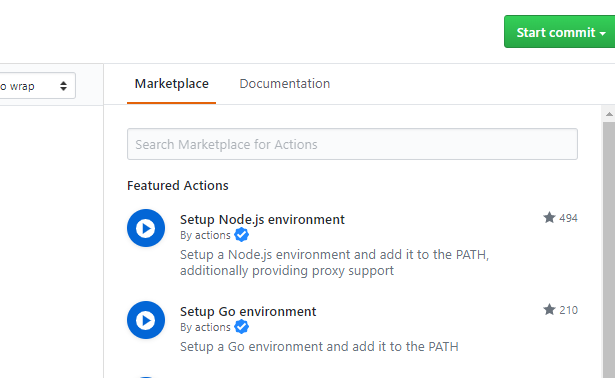 Start commit
o wrap
Marketplace
Documentation
Search Marketplace for Actions
Featured Actions
Setup Node.js environment
494
By actions
Setup a Node.js environment and add it to the PATH,
additionally providing proxy support
Setup Go environment
210
By actions
Setup a Go environment and add it to the PATH